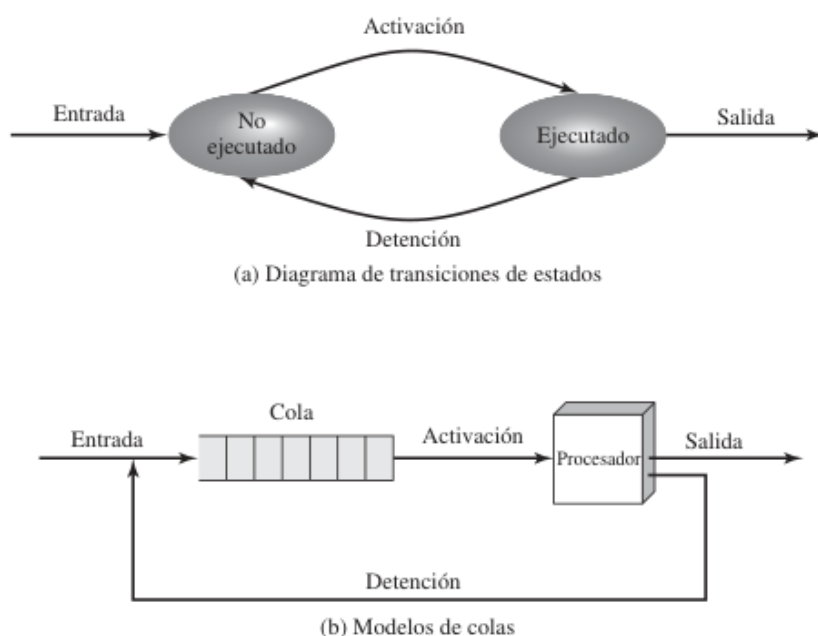 Activación
Entrada
No
ejecutado
Ejecutado
Salida
Detención
(a) Diagrama de transiciones de estados
Cola
Entrada
Activación
Procesador
Salida
Detención
(b) Modelos de colas